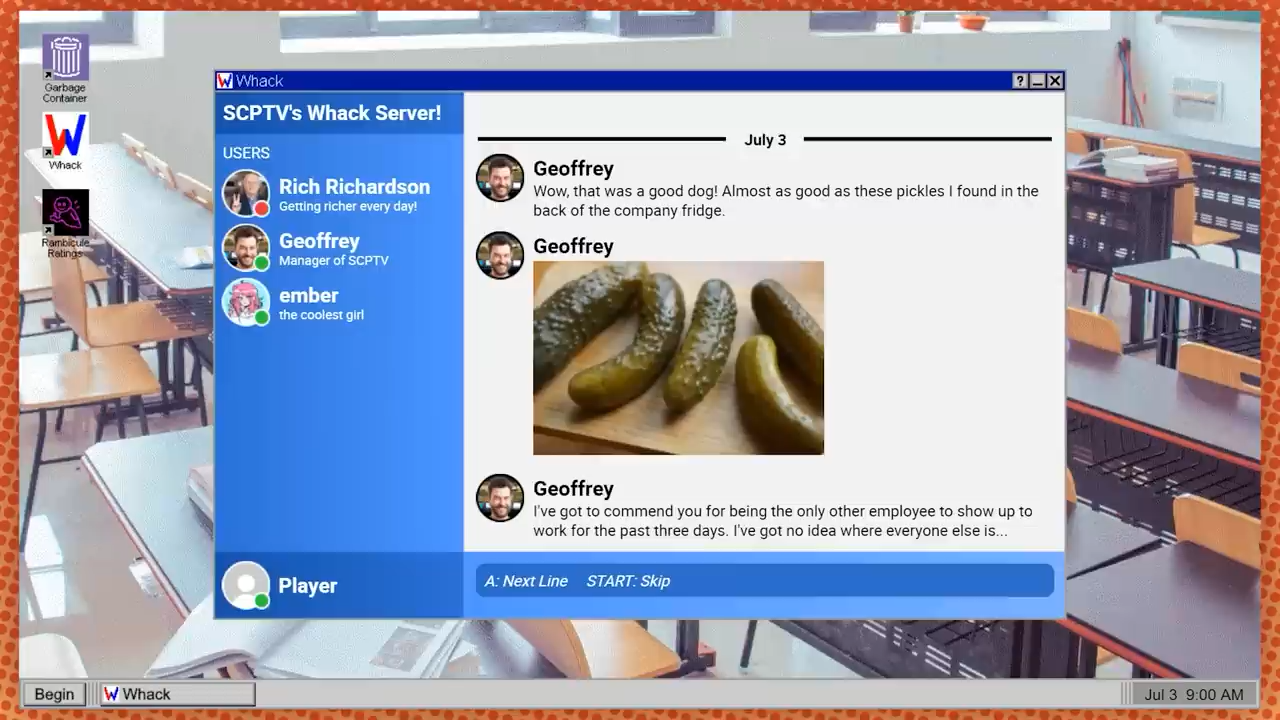 Garbage
Container
Whack
Rambicule
Ratings
Whack
SCPTV's Whack Server!
USERS
Rich Richardson
Getting richer every day!
Geoffrey
Manager of SCPTV
ember
the coolest girl
Player
July 3
Geoffrey
Wow, that was a good dog! Almost as good as these pickles I found in the
back of the company fridge.
Geoffrey
Geoffrey
I've got to commend you for being the only other employee to show up to
work for the past three days. I've got no idea where everyone else is...
A: Next Line START: Skip
Begin
Whack
Jul 3 9:00 AM